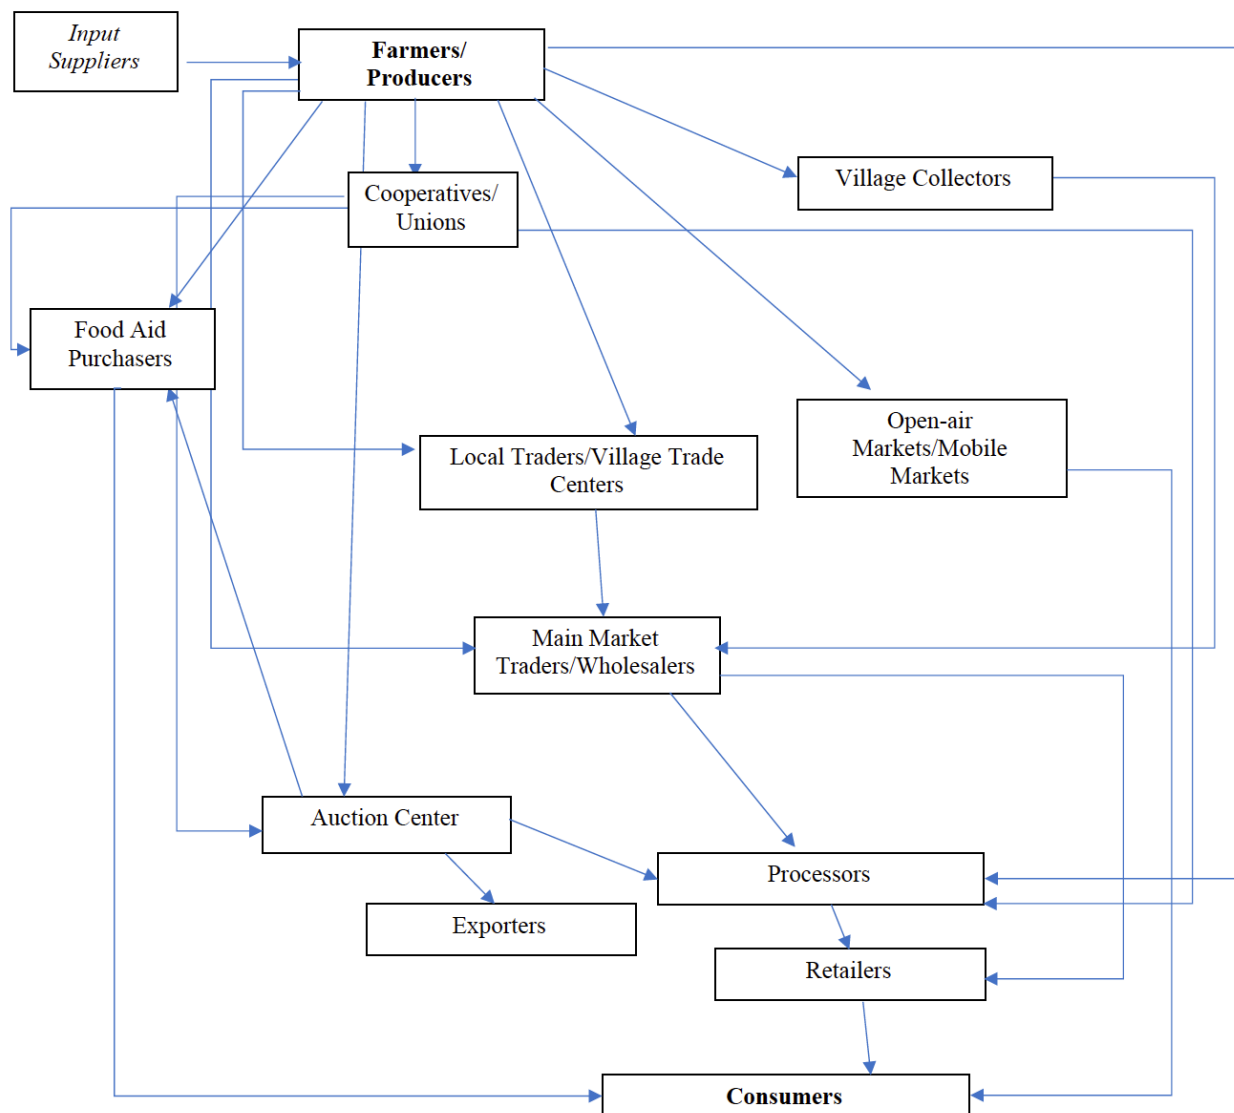 Input
Suppliers
Farmers/
Producers
Village Collectors
Cooperatives/
Unions
Food Aid
Purchasers
Open-air
Markets/Mobile
Markets
Local Traders/Village Trade
Centers
Main Market
Traders/Wholesalers
Auction Center
Processors
Exporters
Retailers
Consumers